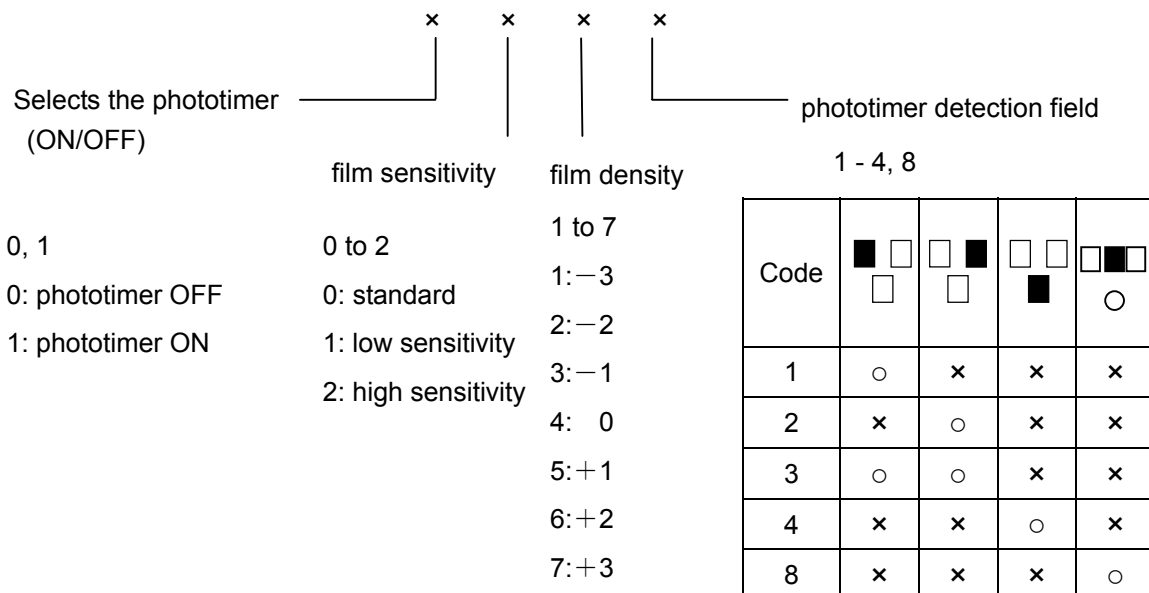 × × × ×
Selects the phototimer
(ON/OFF)
phototimer detection field
film sensitivity
film density
1 - 4, 8
0, 1
0: phototimer OFF
1: phototimer ON
0 to 2
0: standard
1: low sensitivity
2: high sensitivity
1 to 7
1:－3
2:－2
3:－1
4: 0
5:＋1
6:＋2
7:＋3
Code
1 ○ × × ×
2 × ○ × ×
3 ○ ○ × ×
4 × × ○ ×
8 × × × ○